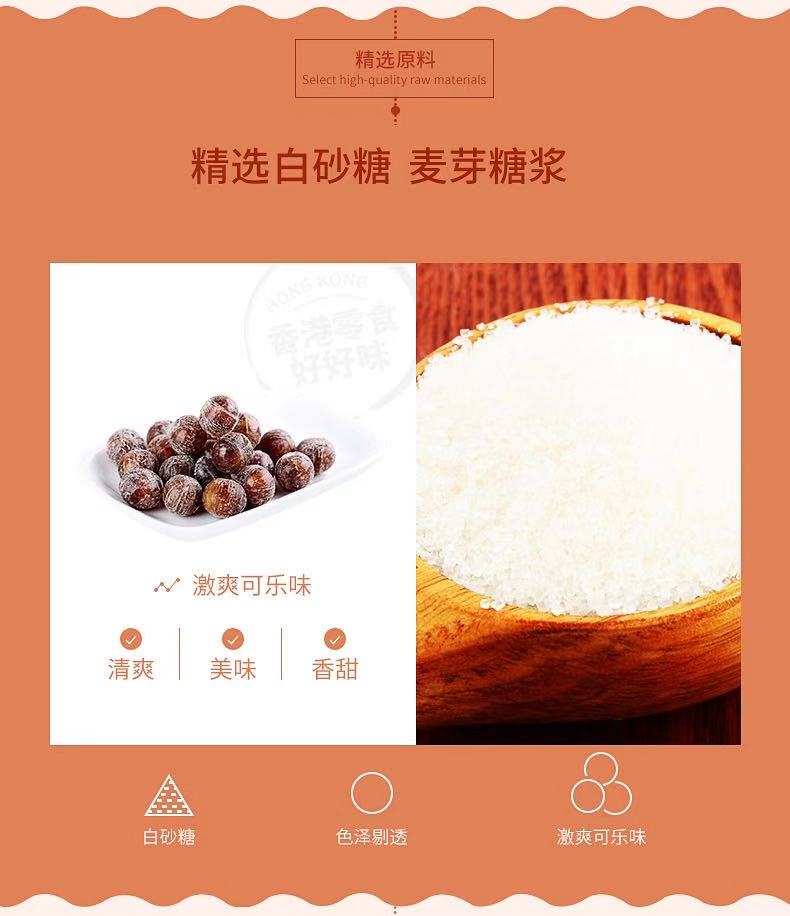 精选原料
Select high-quality raw materials
精选白砂糖 麦芽糖浆
HONG KONG
香港零食
好好味
激爽可乐味
清爽 美味 香甜
白砂糖 色泽剔透 激爽可乐味